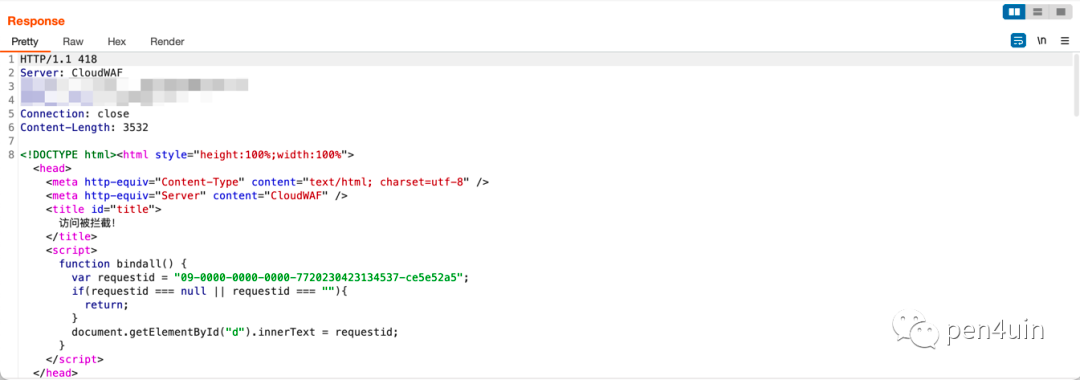 Response
Pretty Raw Hex Render \n
1 HTTP/1.1 418
2 Server: CloudWAF
3
4
5 Connection: close
6 Content-Length: 3532
7
8 <!DOCTYPE html><html style="height:100%;width:100%">
<head>
<meta http-equiv="Content-Type" content="text/html; charset=utf-8" />
<meta http-equiv="Server" content="CloudWAF" />
<title id="title">
访问被拦截!
</title>
<script>
function bindall() {
var requestid = "09-0000-0000-0000-7720230423134537-ce5e52a5";
if(requestid === null || requestid === ""){
return;
}
document.getElementById("d").innerText = requestid;
}
</script>
</head>
pen4uin